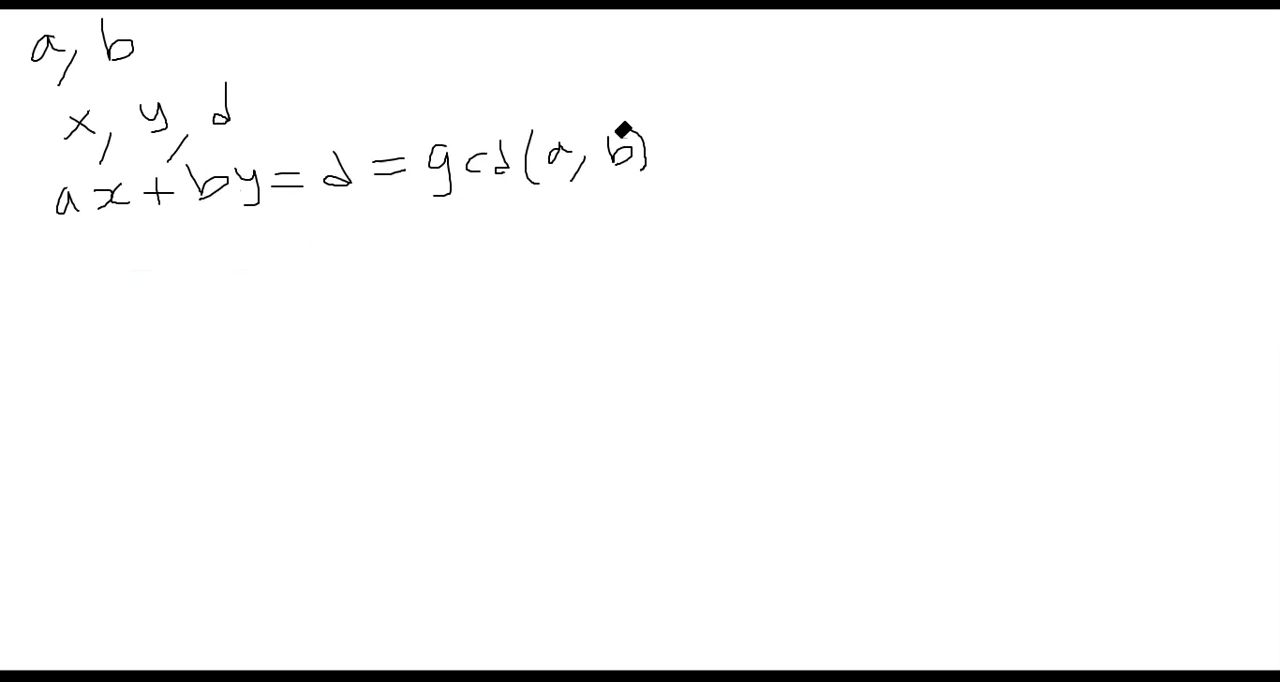 a, b
x, y, d
ax + by = d = gcd(a, b)